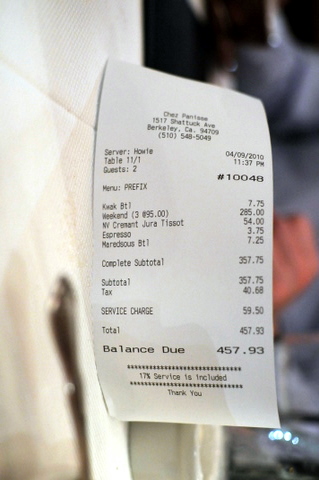 Chez Panisse
1517 Shattuck Ave
Berkeley, Ca. 94709
(510) 548-5049
Server: Howie 04/09/2010
Table 11/1 11:37 PM
Guests: 2
#10048
Menu: PREFIX
Kwak Btl 7.75
Weekend (3 @95.00) 285.00
NV Cremant Jura Tissot 54.00
Espresso 3.75
Maredsous Btl 7.25
Complete Subtotal 357.75
Subtotal 357.75
Tax 40.68
SERVICE CHARGE 59.50
Total 457.93
Balance Due 457.93
***********************
17% Service is included
***********************
Thank You